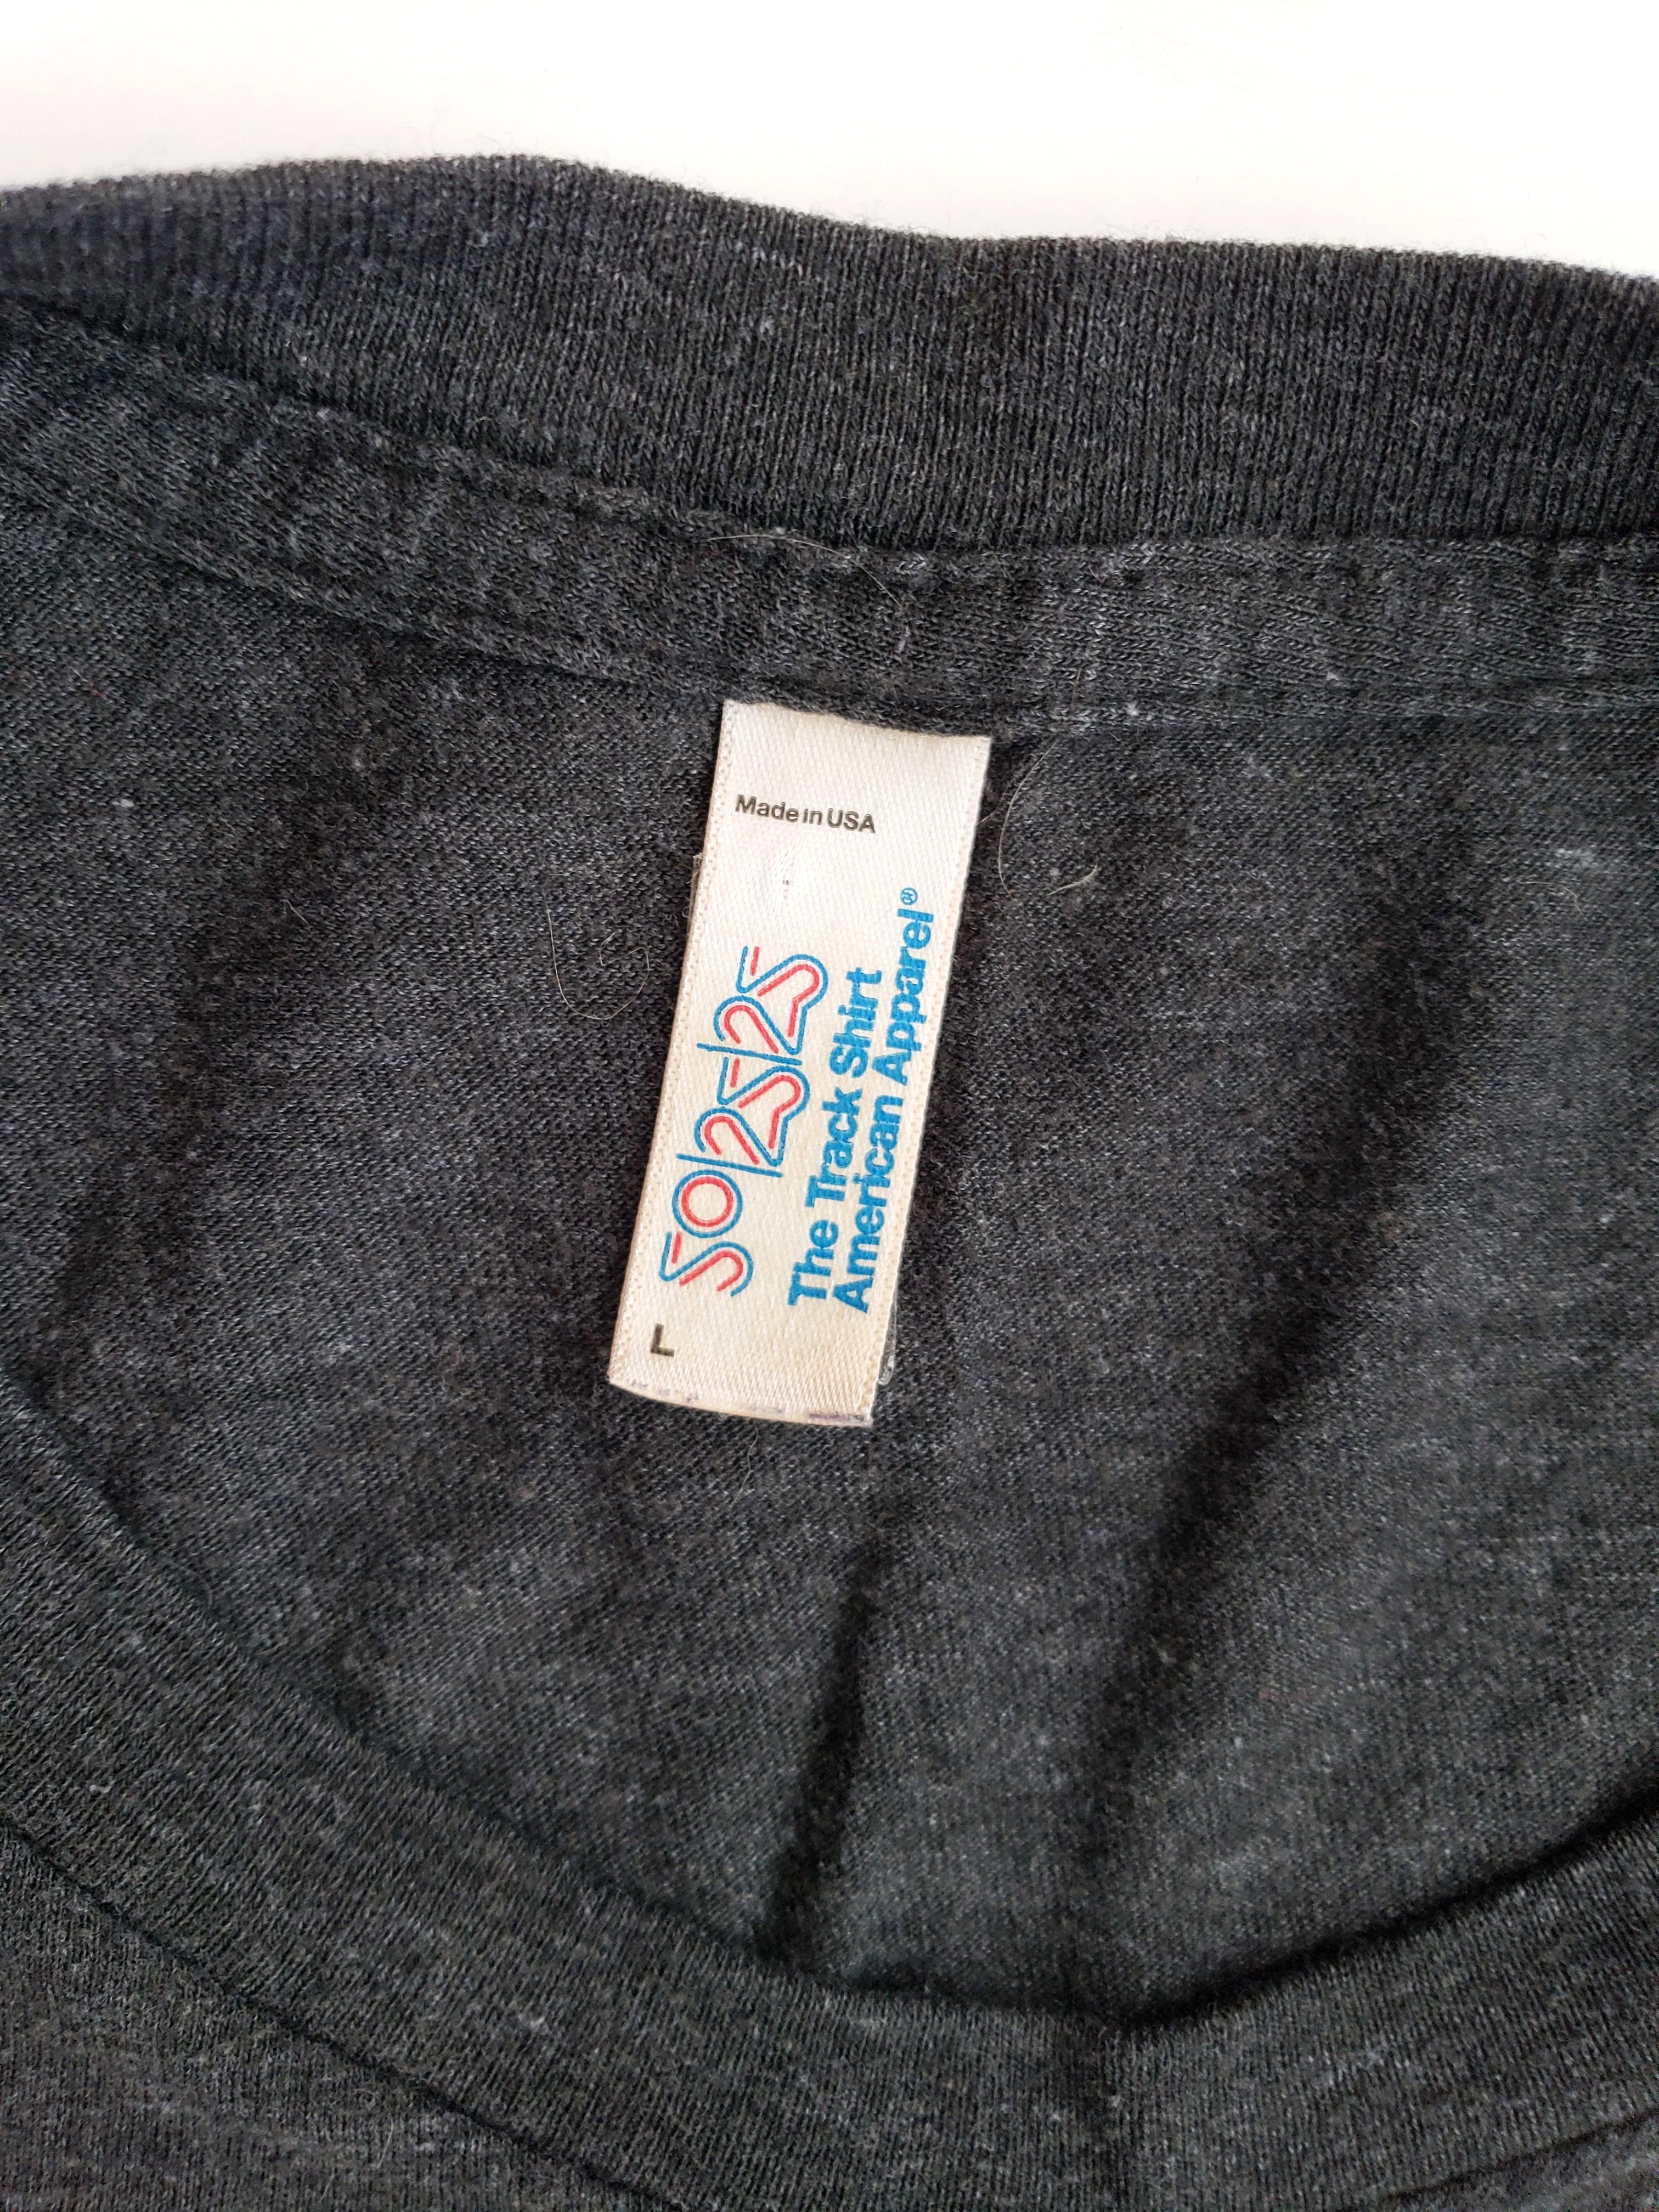 Made in USA
50/25/25
The Track Shirt
American Apparel®
L